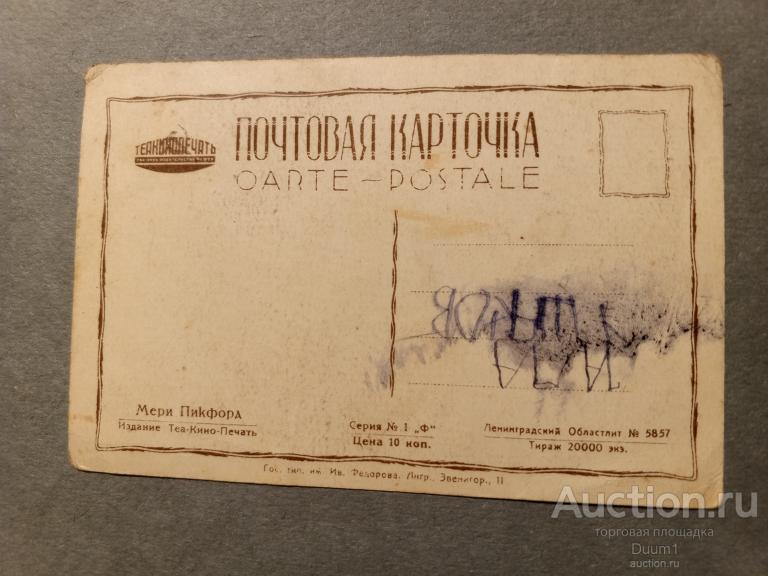 ТЕАКИНОПЕЧАТЬ
ПОЧТОВАЯ КАРТОЧКА
CARTE – POSTALE
Мери Пикфорд
Издание Теа-Кино-Печать
Серия № 1 „Ф"
Цена 10 коп.
Ленинградский Областлит № 5857
Тираж 20000 экз.
Гос. тип. им. Ив. Федорова, Лнгр., Звенигор., 11
Auction.ru
торговая площадка
Duum1
auction.ru